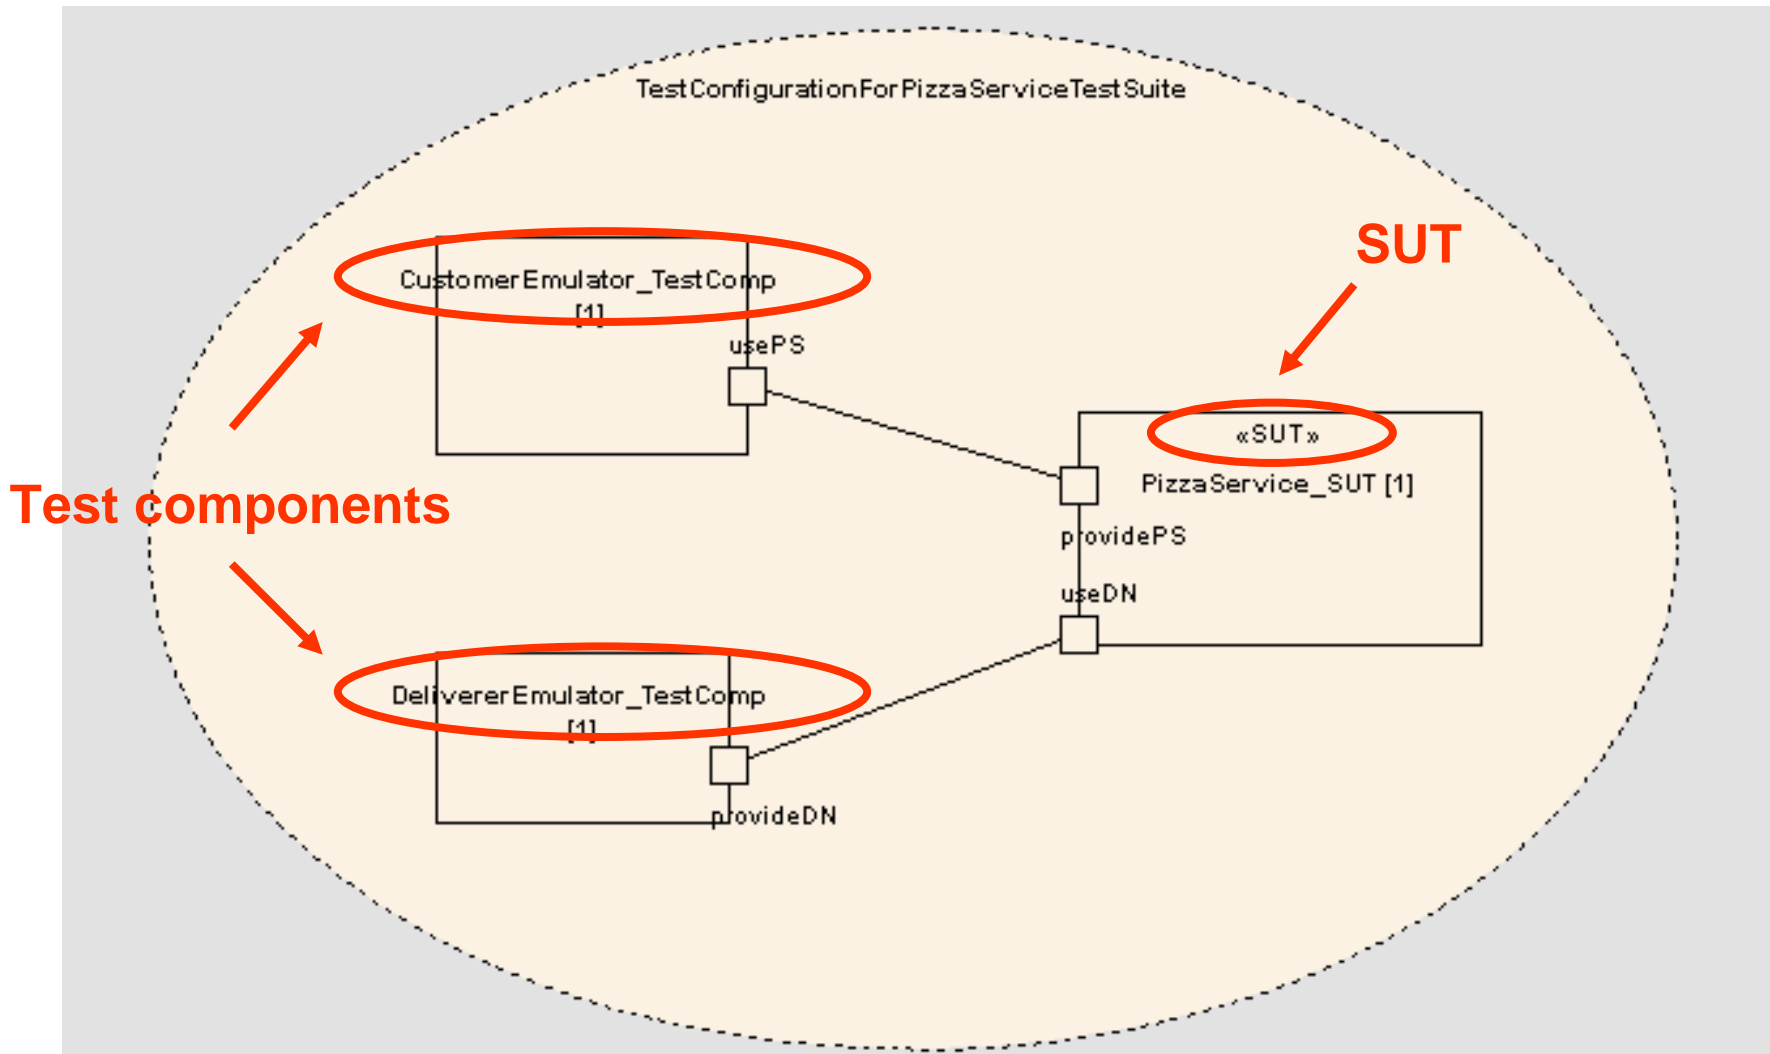 TestConfigurationForPizzaServiceTestSuite
SUT
CustomerEmulator_TestComp
[1]
usePS
«SUT»
PizzaService_SUT [1]
Test components
providePS
useDN
DelivererEmulator_TestComp
[1]
provideDN